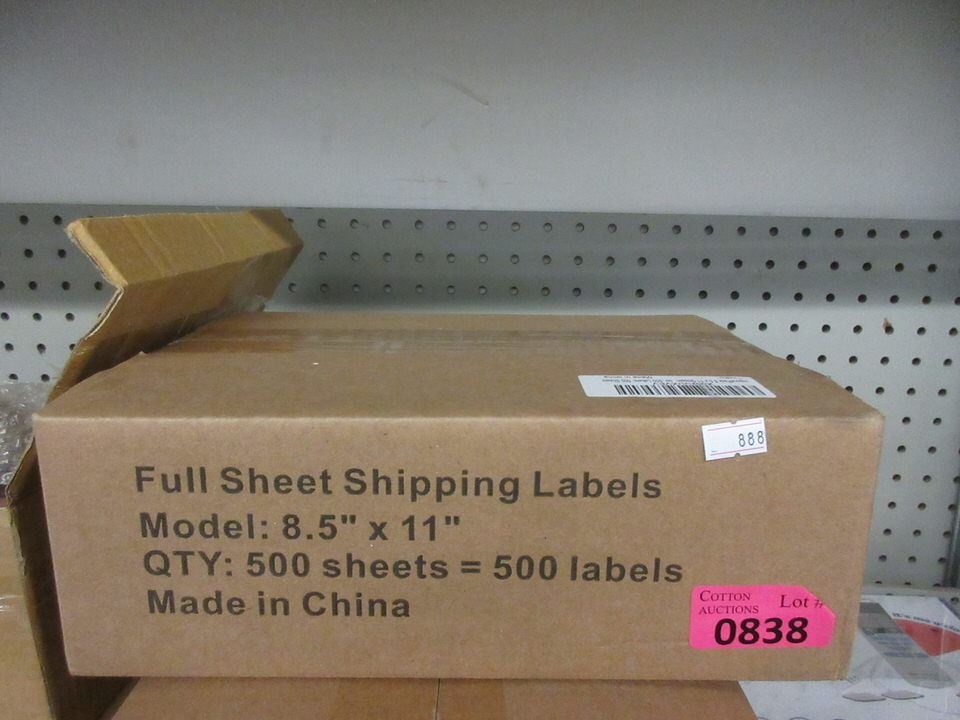 888
Full Sheet Shipping Labels
Model: 8.5" x 11"
QTY: 500 sheets = 500 labels
Made in China
COTTON AUCTIONS Lot #
0838